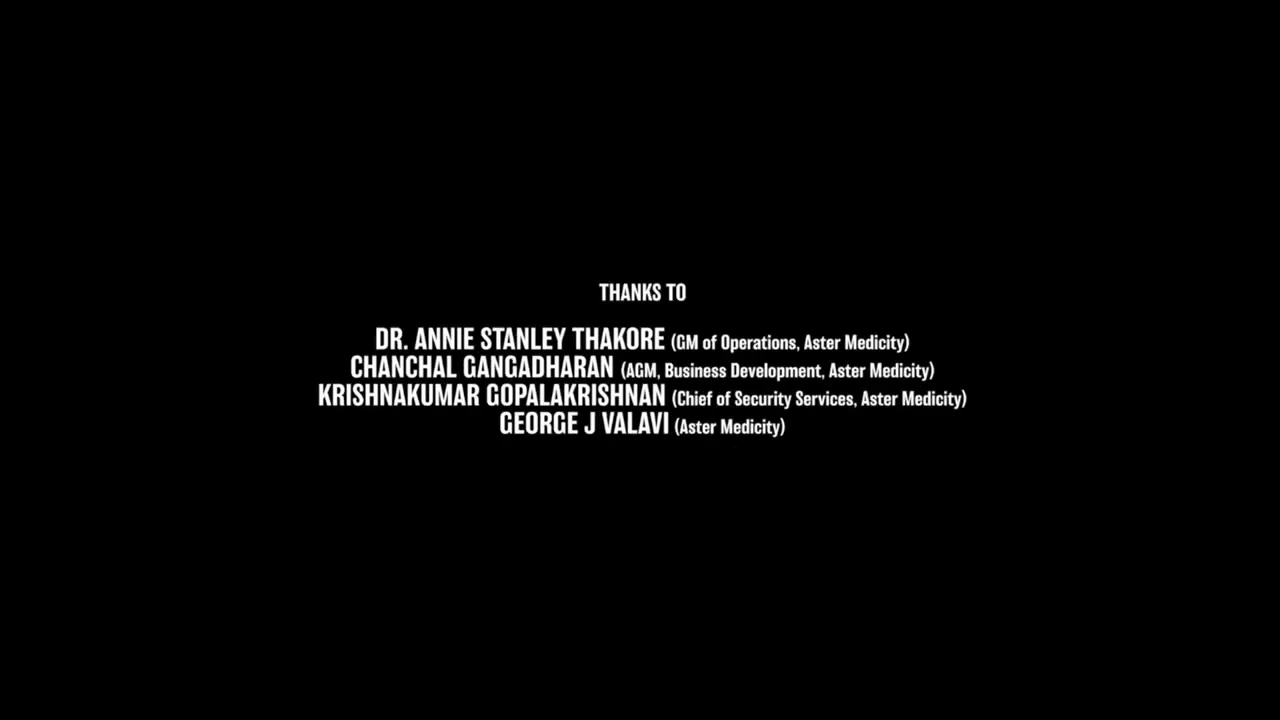 THANKS TO
DR. ANNIE STANLEY THAKORE (GM of Operations, Aster Medicity)
CHANCHAL GANGADHARAN (AGM, Business Development, Aster Medicity)
KRISHNAKUMAR GOPALAKRISHNAN (Chief of Security Services, Aster Medicity)
GEORGE J VALAVI (Aster Medicity)